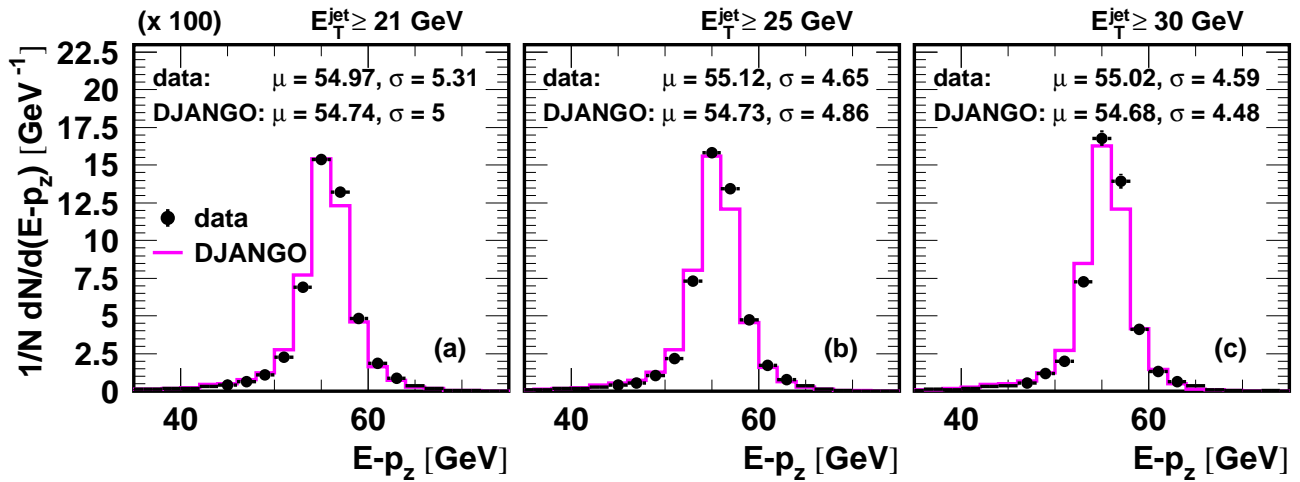 (x 100)
E_T^jet ≥ 21 GeV
E_T^jet ≥ 25 GeV
E_T^jet ≥ 30 GeV
1/N dN/d(E-p_z) [GeV^-1]
22.5
20
17.5
15
12.5
10
7.5
5
2.5
0
data: μ = 54.97, σ = 5.31
DJANGO: μ = 54.74, σ = 5
data
DJANGO
(a)
40 60
E-p_z [GeV]
data: μ = 55.12, σ = 4.65
DJANGO: μ = 54.73, σ = 4.86
(b)
40 60
E-p_z [GeV]
data: μ = 55.02, σ = 4.59
DJANGO: μ = 54.68, σ = 4.48
(c)
40 60
E-p_z [GeV]